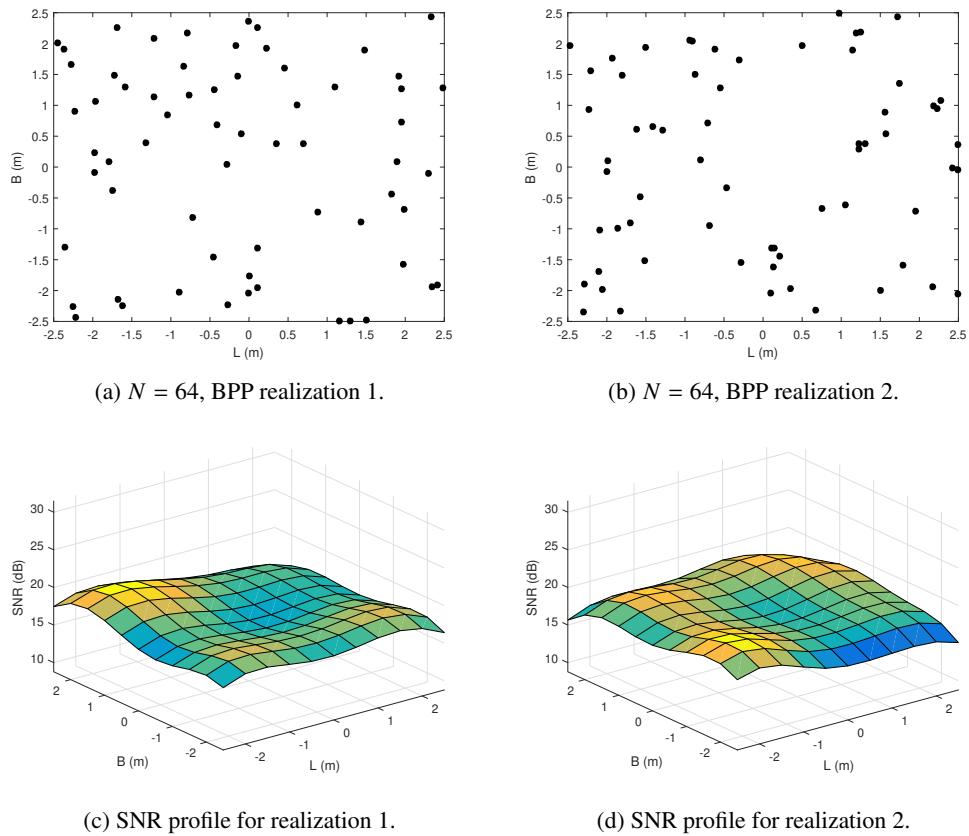 2.5
2
1.5
1
0.5
0
-0.5
-1
-1.5
-2
-2.5
B (m)
-2.5 -2 -1.5 -1 -0.5 0 0.5 1 1.5 2 2.5
L (m)
(a) N = 64, BPP realization 1.
2.5
2
1.5
1
0.5
0
-0.5
-1
-1.5
-2
-2.5
B (m)
-2.5 -2 -1.5 -1 -0.5 0 0.5 1 1.5 2 2.5
L (m)
(b) N = 64, BPP realization 2.
30
25
20
15
10
SNR (dB)
2 1 0 -1 -2
B (m)
-2 -1 0 1 2
L (m)
(c) SNR profile for realization 1.
30
25
20
15
10
SNR (dB)
2 1 0 -1 -2
B (m)
-2 -1 0 1 2
L (m)
(d) SNR profile for realization 2.